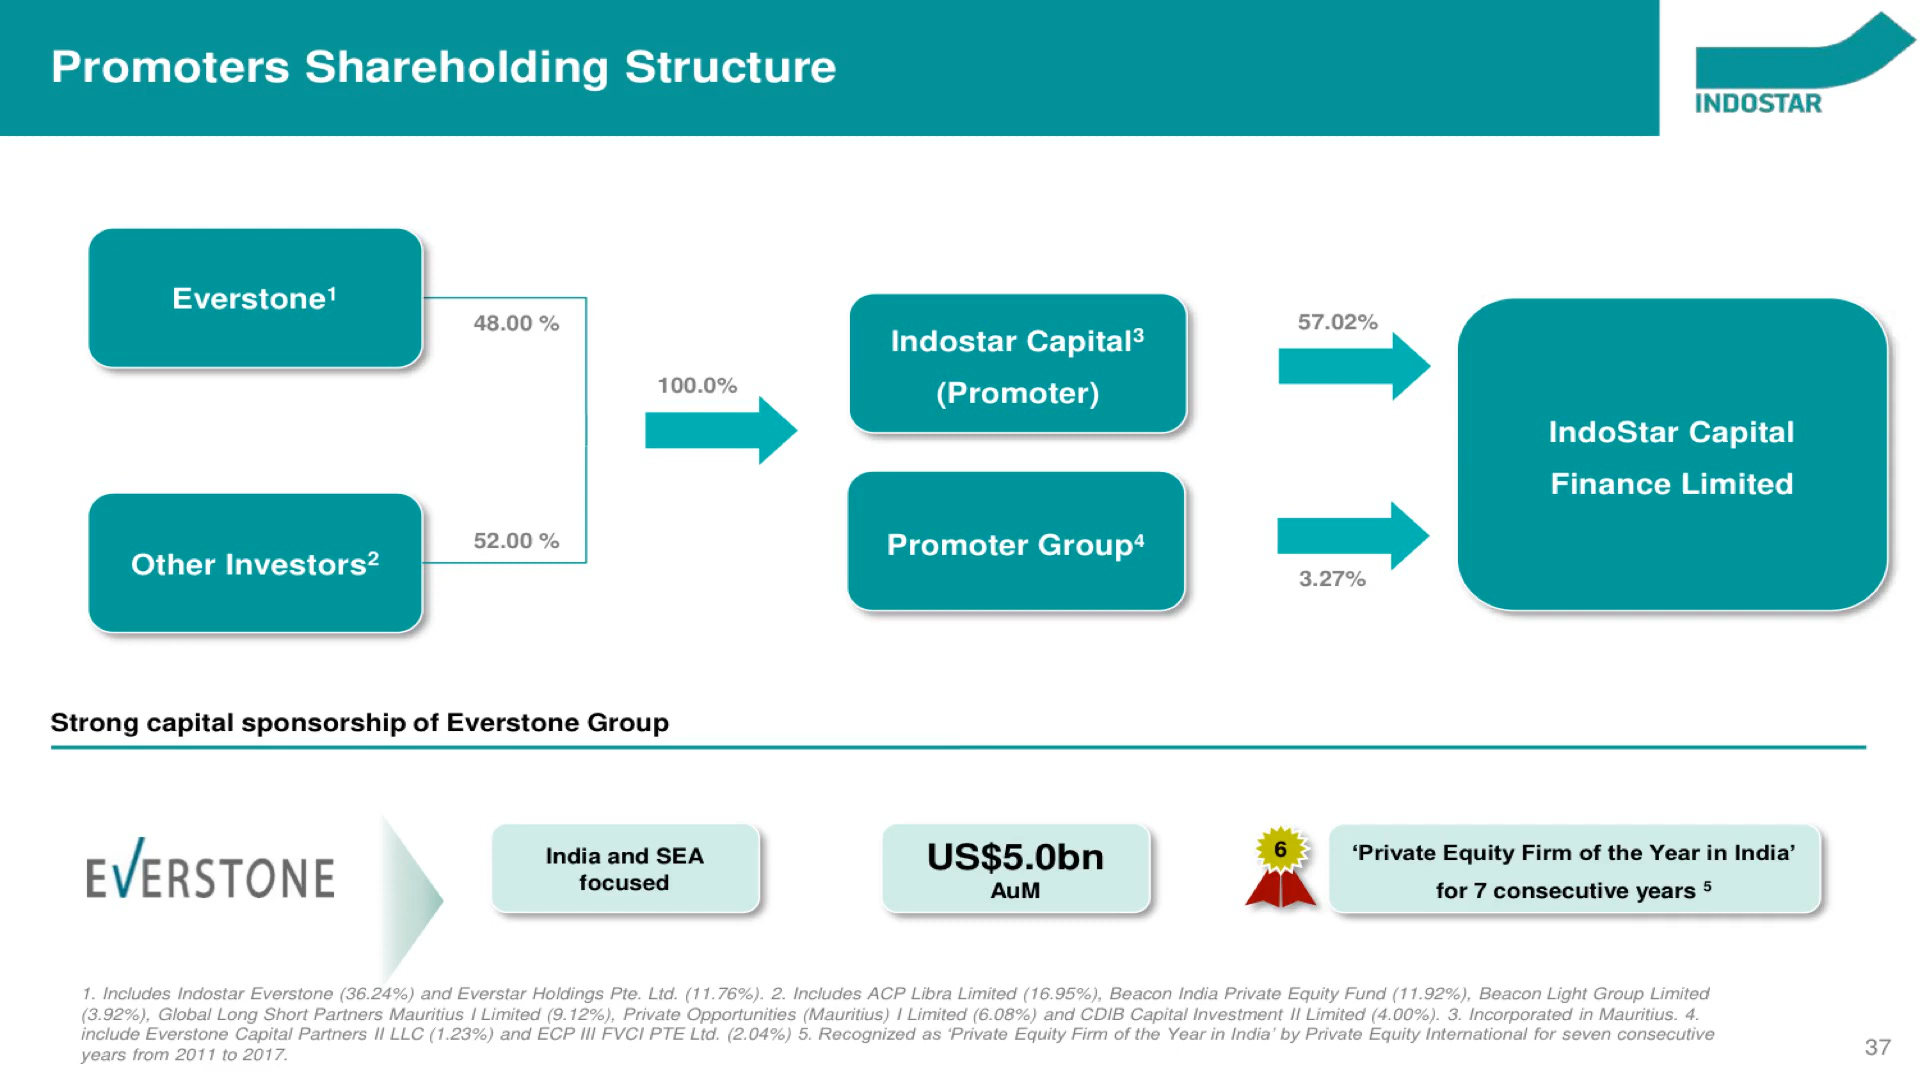 Promoters Shareholding Structure
INDOSTAR
Everstone¹
48.00 %
100.0%
52.00 %
Other Investors²
Indostar Capital³
(Promoter)
Promoter Group⁴
57.02%
3.27%
IndoStar Capital
Finance Limited
Strong capital sponsorship of Everstone Group
EVERSTONE
India and SEA
focused
US$5.0bn
AuM
6
‘Private Equity Firm of the Year in India’
for 7 consecutive years ⁵
1. Includes Indostar Everstone (36.24%) and Everstar Holdings Pte. Ltd. (11.76%). 2. Includes ACP Libra Limited (16.95%), Beacon India Private Equity Fund (11.92%), Beacon Light Group Limited
(3.92%), Global Long Short Partners Mauritius I Limited (9.12%), Private Opportunities (Mauritius) I Limited (6.08%) and CDIB Capital Investment II Limited (4.00%). 3. Incorporated in Mauritius. 4.
include Everstone Capital Partners II LLC (1.23%) and ECP III FVCI PTE Ltd. (2.04%) 5. Recognized as ‘Private Equity Firm of the Year in India’ by Private Equity International for seven consecutive
years from 2011 to 2017.
37